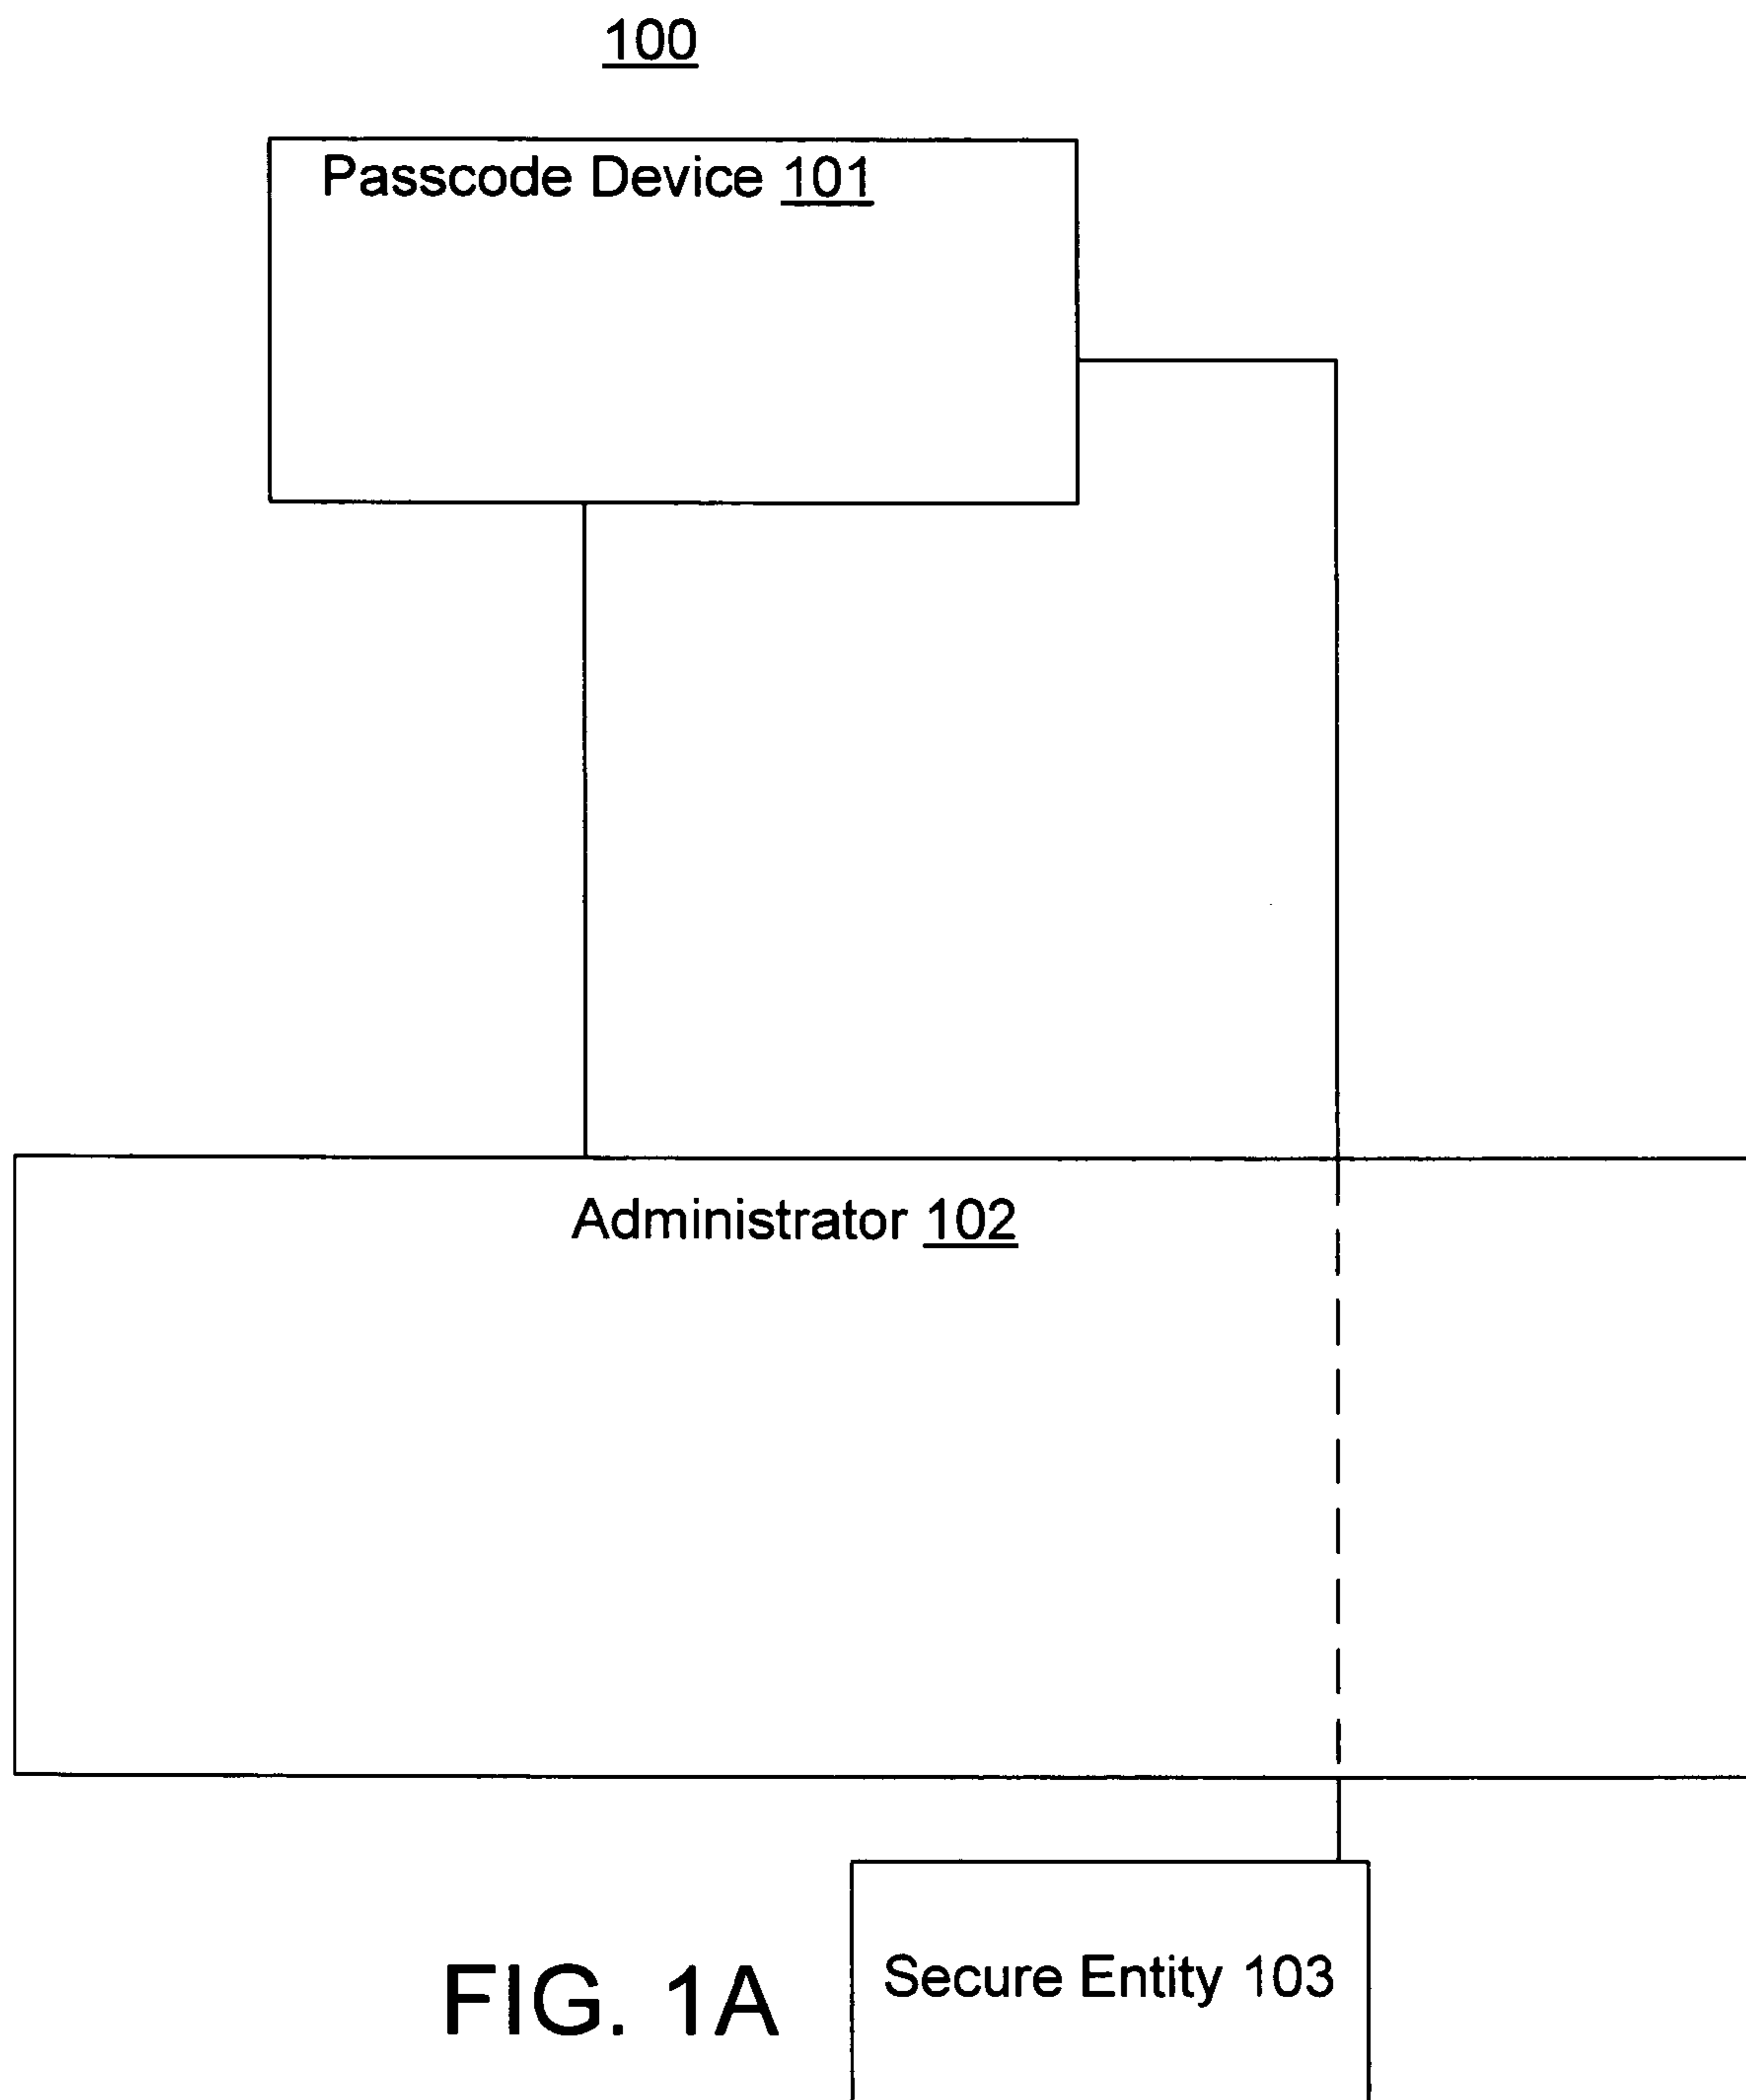 100
Passcode Device 101
Administrator 102
Secure Entity 103
FIG. 1A